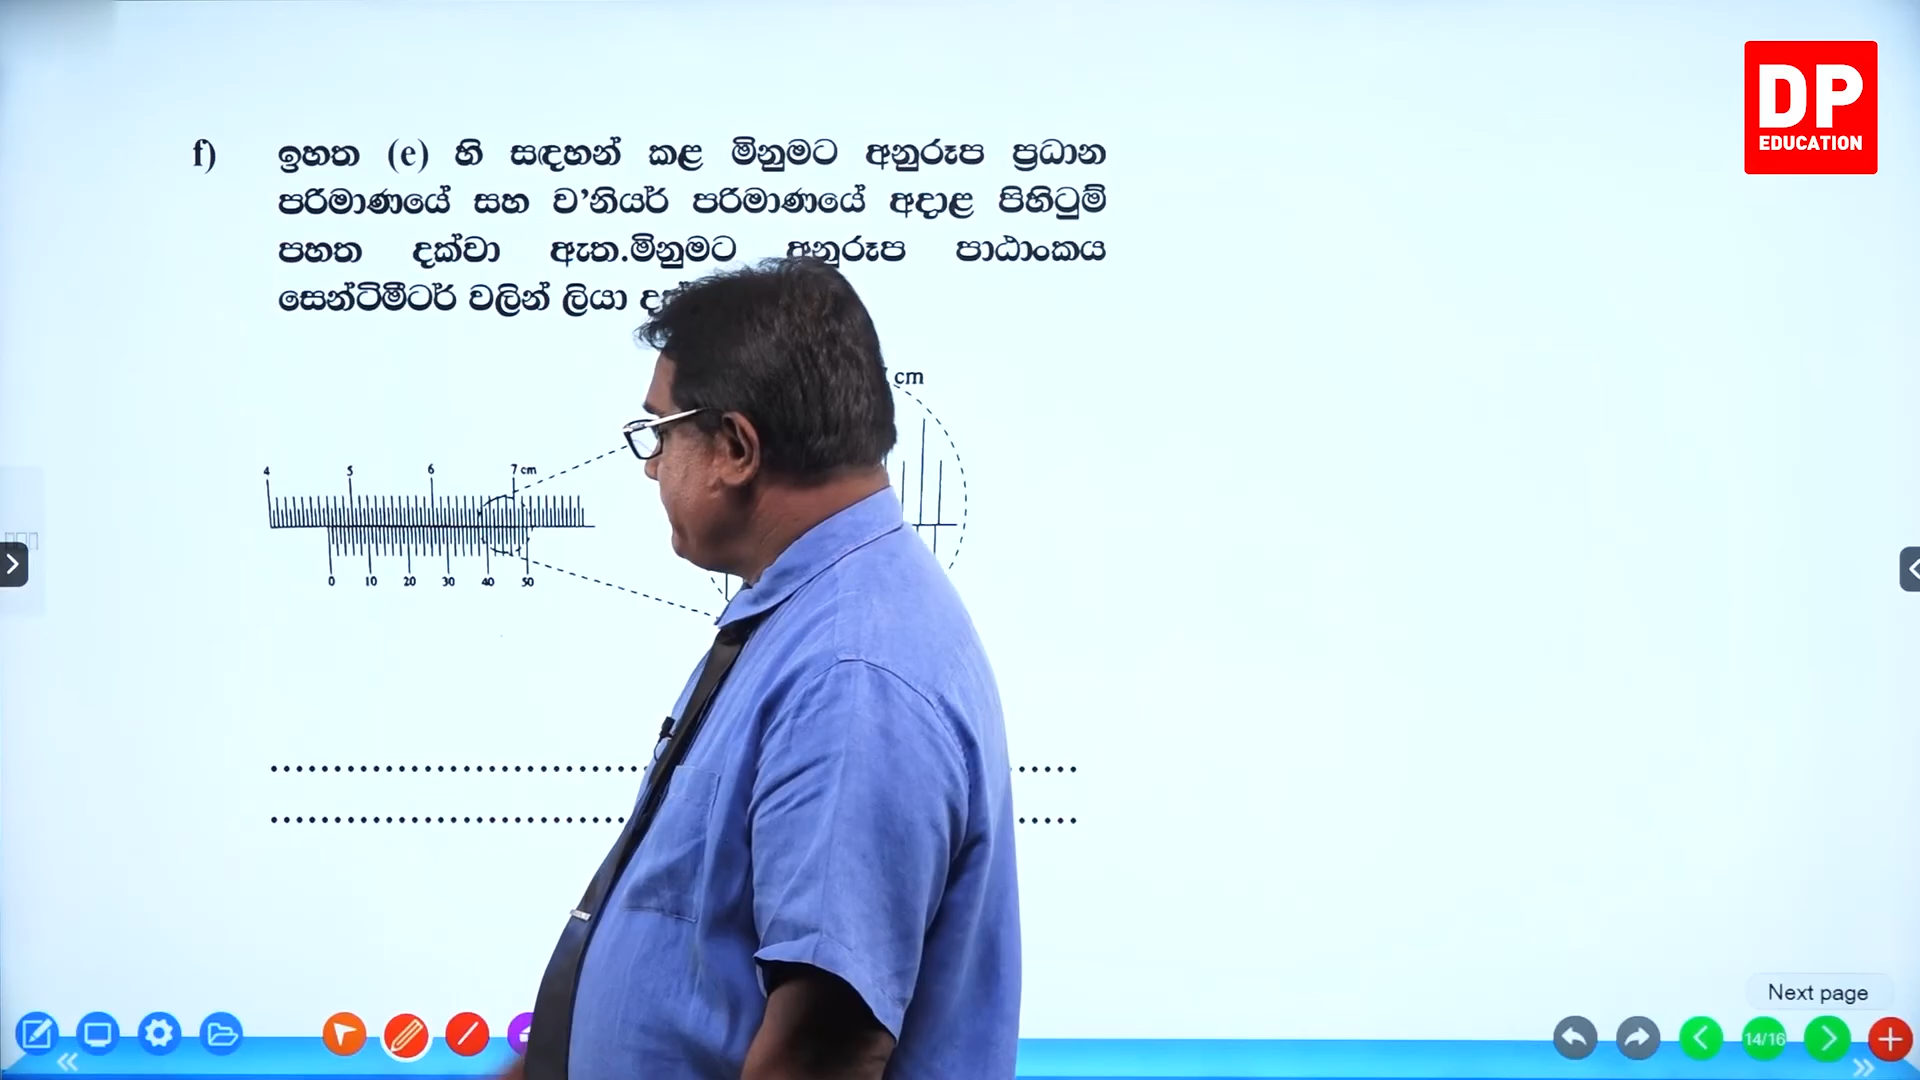 DP
EDUCATION
f) ඉහත (e) හි සඳහන් කළ මිනුමට අනුරූප ප්‍රධාන
පරිමාණයේ සහ ව'නියර් පරිමාණයේ අදාළ පිහිටුම්
පහත දක්වා ඇත.මිනුමට අනුරූප පාඨාංකය
සෙන්ටිමීටර් වලින් ලියා
cm
4 5 6 7 cm
0 10 20 30 40 50
Next page
14/16